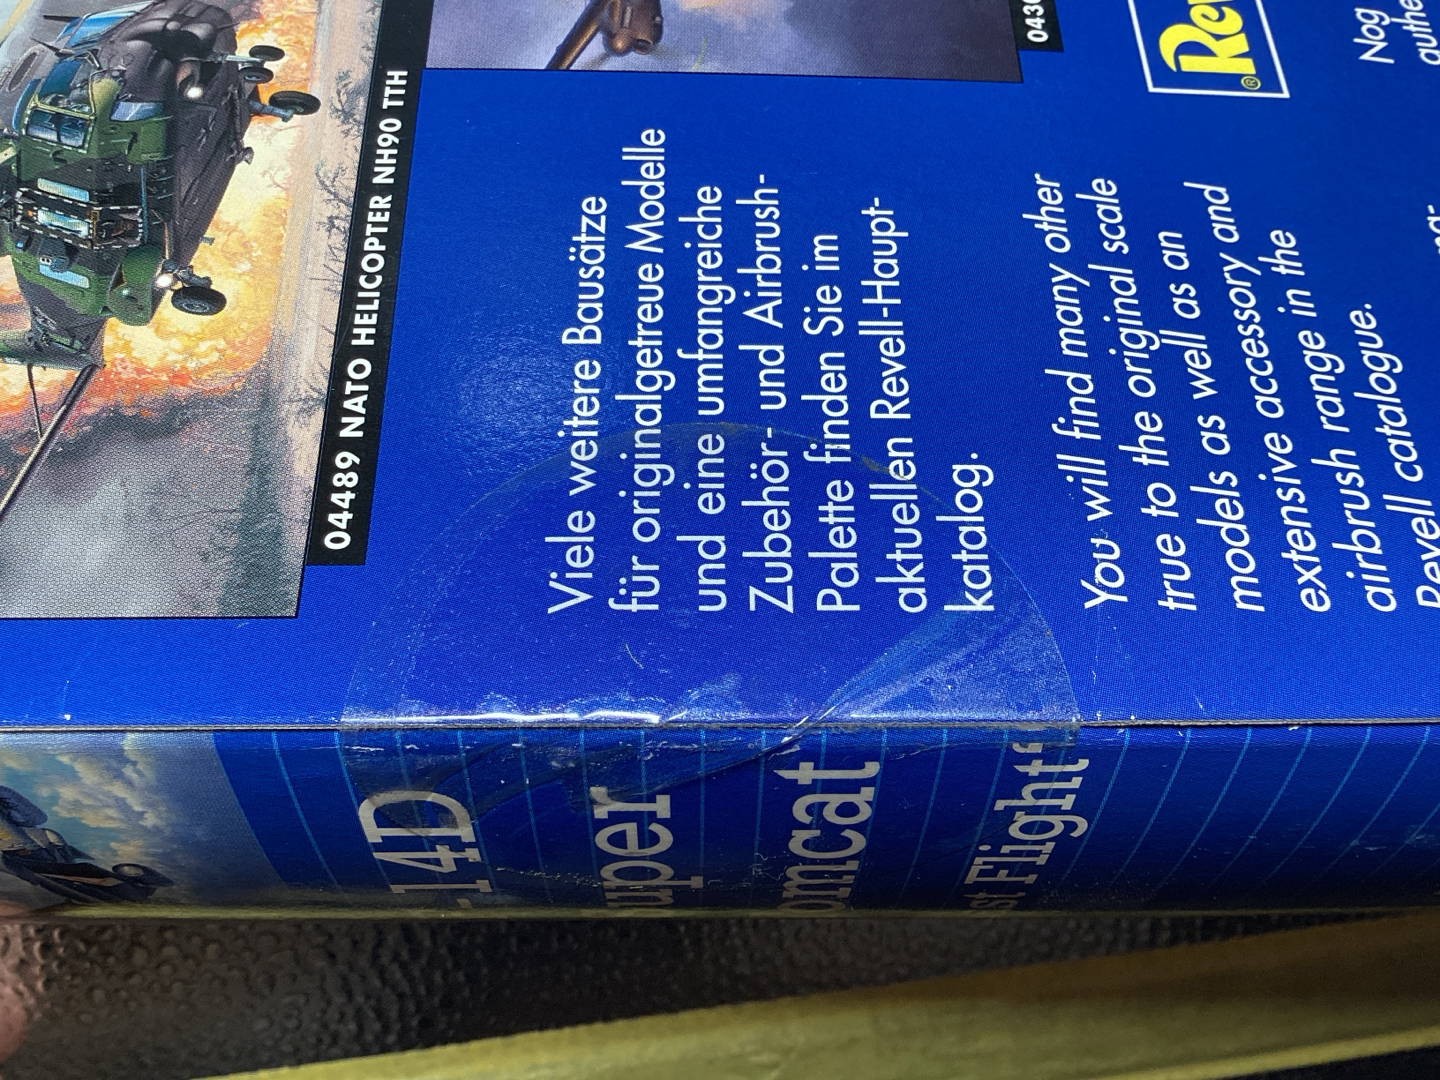 04489 NATO HELICOPTER NH90 TTH
Viele weitere Bausätze
für originalgetreue Modelle
und eine umfangreiche
Zubehör- und Airbrush-
Palette finden Sie im
aktuellen Revell-Haupt-
katalog.
You will find many other
true to the original scale
models as well as an
extensive accessory and
airbrush range in the
Revell catalogue.
Nog
14D
omcat
Flight"